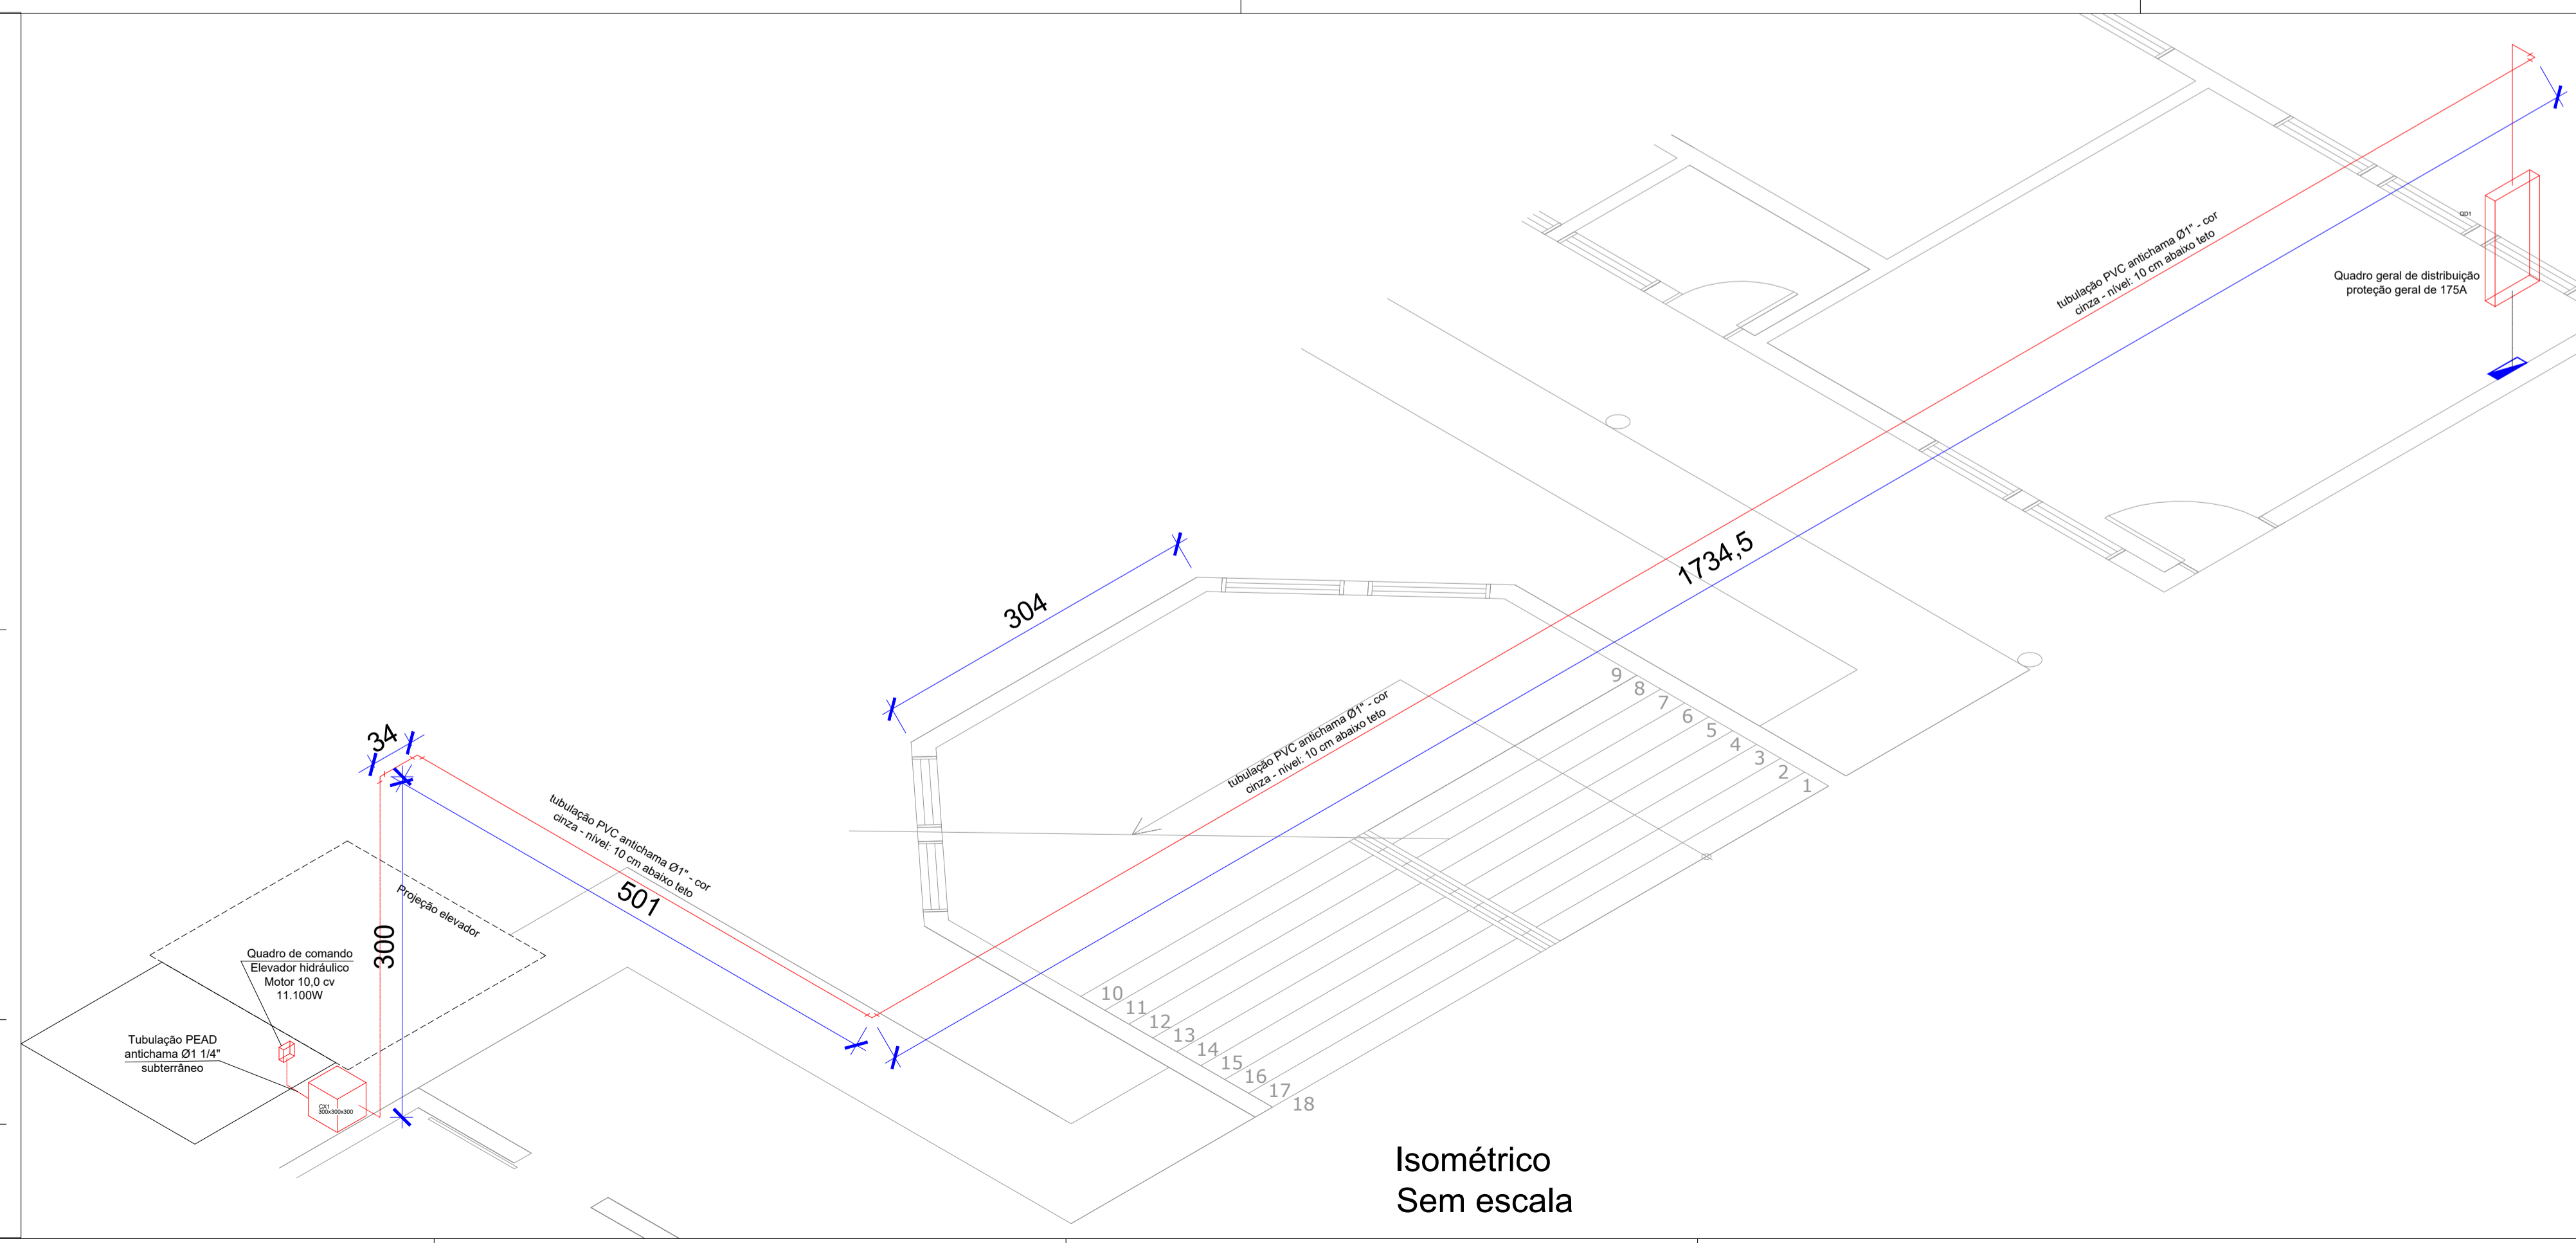 QD1
tubulação PVC antichama Ø1" - cor
cinza - nível: 10 cm abaixo teto
Quadro geral de distribuição
proteção geral de 175A
1734,5
304
tubulação PVC antichama Ø1" - cor
cinza - nível: 10 cm abaixo teto
9
8
7
6
5
4
3
2
1
34
tubulação PVC antichama Ø1" - cor
cinza - nível: 10 cm abaixo teto
501
Projeção elevador
300
Quadro de comando
Elevador hidráulico
Motor 10,0 cv
11.100W
Tubulação PEAD
antichama Ø1 1/4"
subterrâneo
CX1
300x300x300
10
11
12
13
14
15
16
17
18
Isométrico
Sem escala